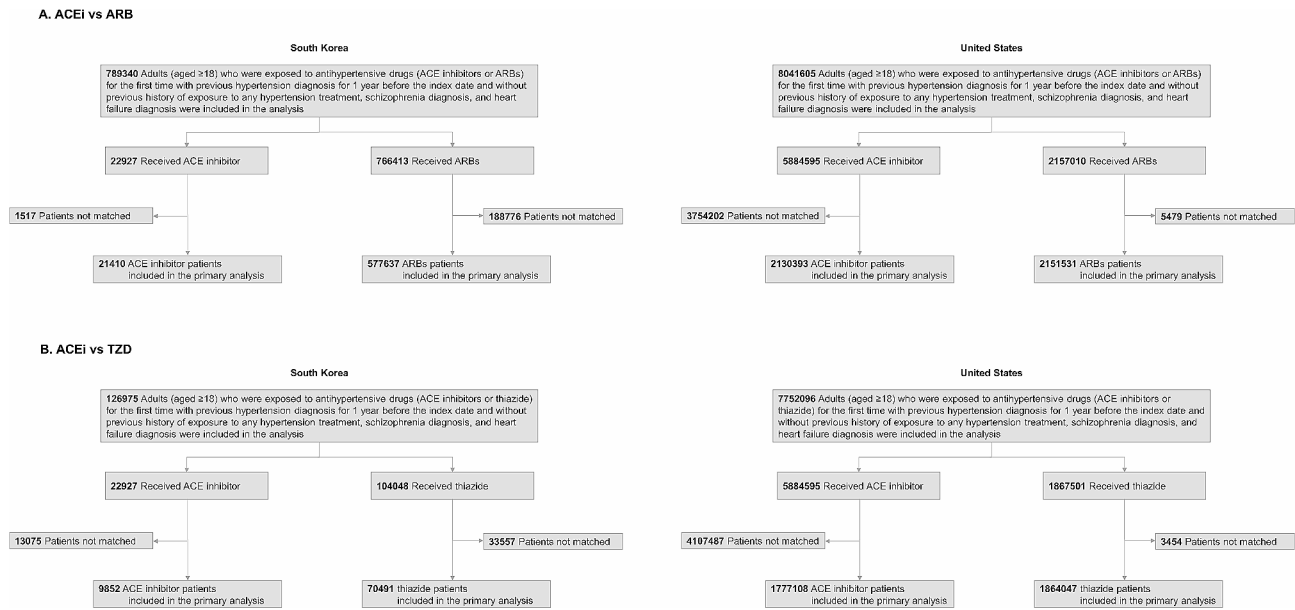 A. ACEi vs ARB
South Korea
789340 Adults (aged ≥18) who were exposed to antihypertensive drugs (ACE inhibitors or ARBs)
for the first time with previous hypertension diagnosis for 1 year before the index date and without
previous history of exposure to any hypertension treatment, schizophrenia diagnosis, and heart
failure diagnosis were included in the analysis
22927 Received ACE inhibitor
766413 Received ARBs
1517 Patients not matched
188776 Patients not matched
21410 ACE inhibitor patients
included in the primary analysis
577637 ARBs patients
included in the primary analysis
United States
8041605 Adults (aged ≥18) who were exposed to antihypertensive drugs (ACE inhibitors or ARBs)
for the first time with previous hypertension diagnosis for 1 year before the index date and without
previous history of exposure to any hypertension treatment, schizophrenia diagnosis, and heart
failure diagnosis were included in the analysis
5884595 Received ACE inhibitor
2157010 Received ARBs
3754202 Patients not matched
5479 Patients not matched
2130393 ACE inhibitor patients
included in the primary analysis
2151531 ARBs patients
included in the primary analysis
B. ACEi vs TZD
South Korea
126975 Adults (aged ≥18) who were exposed to antihypertensive drugs (ACE inhibitors or thiazide)
for the first time with previous hypertension diagnosis for 1 year before the index date and without
previous history of exposure to any hypertension treatment, schizophrenia diagnosis, and heart
failure diagnosis were included in the analysis
22927 Received ACE inhibitor
104048 Received thiazide
13075 Patients not matched
33557 Patients not matched
9852 ACE inhibitor patients
included in the primary analysis
70491 thiazide patients
included in the primary analysis
United States
7752096 Adults (aged ≥18) who were exposed to antihypertensive drugs (ACE inhibitors or
thiazide) for the first time with previous hypertension diagnosis for 1 year before the index date and
without previous history of exposure to any hypertension treatment, schizophrenia diagnosis, and
heart failure diagnosis were included in the analysis
5884595 Received ACE inhibitor
1867501 Received thiazide
4107487 Patients not matched
3454 Patients not matched
1777108 ACE inhibitor patients
included in the primary analysis
1864047 thiazide patients
included in the primary analysis